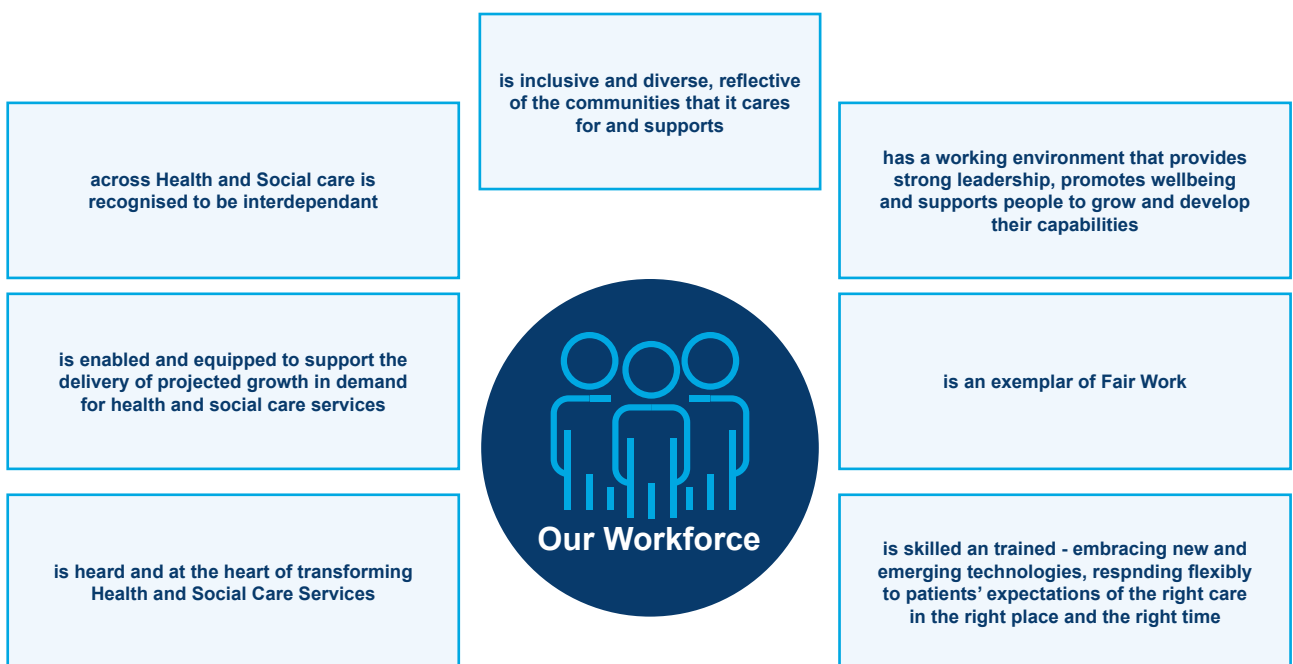 is inclusive and diverse, reflective
of the communities that it cares
for and supports
across Health and Social care is
recognised to be interdependant
has a working environment that provides
strong leadership, promotes wellbeing
and supports people to grow and develop
their capabilities
is enabled and equipped to support the
delivery of projected growth in demand
for health and social care services
is an exemplar of Fair Work
Our Workforce
is heard and at the heart of transforming
Health and Social Care Services
is skilled an trained - embracing new and
emerging technologies, respnding flexibly
to patients’ expectations of the right care
in the right place and the right time